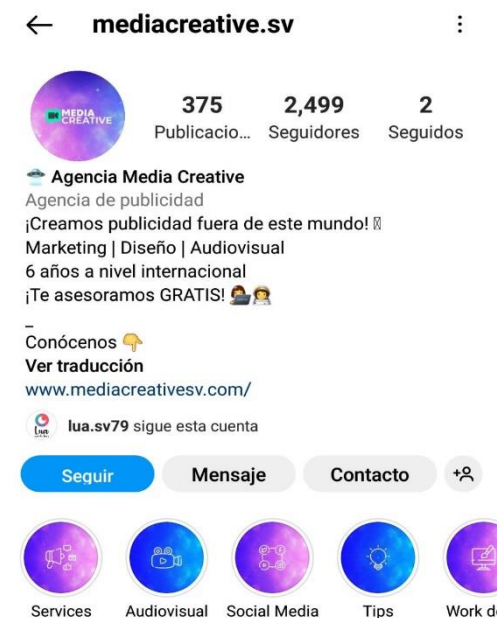 mediacreative.sv
MEDIA
CREATIVE
375 2,499 2
Publicacio... Seguidores Seguidos
Agencia Media Creative
Agencia de publicidad
¡Creamos publicidad fuera de este mundo!
Marketing | Diseño | Audiovisual
6 años a nivel internacional
¡Te asesoramos GRATIS!
_
Conócenos
Ver traducción
www.mediacreativesv.com/
Lua
lua.sv79 sigue esta cuenta
Seguir Mensaje Contacto
Services Audiovisual Social Media Tips Work de